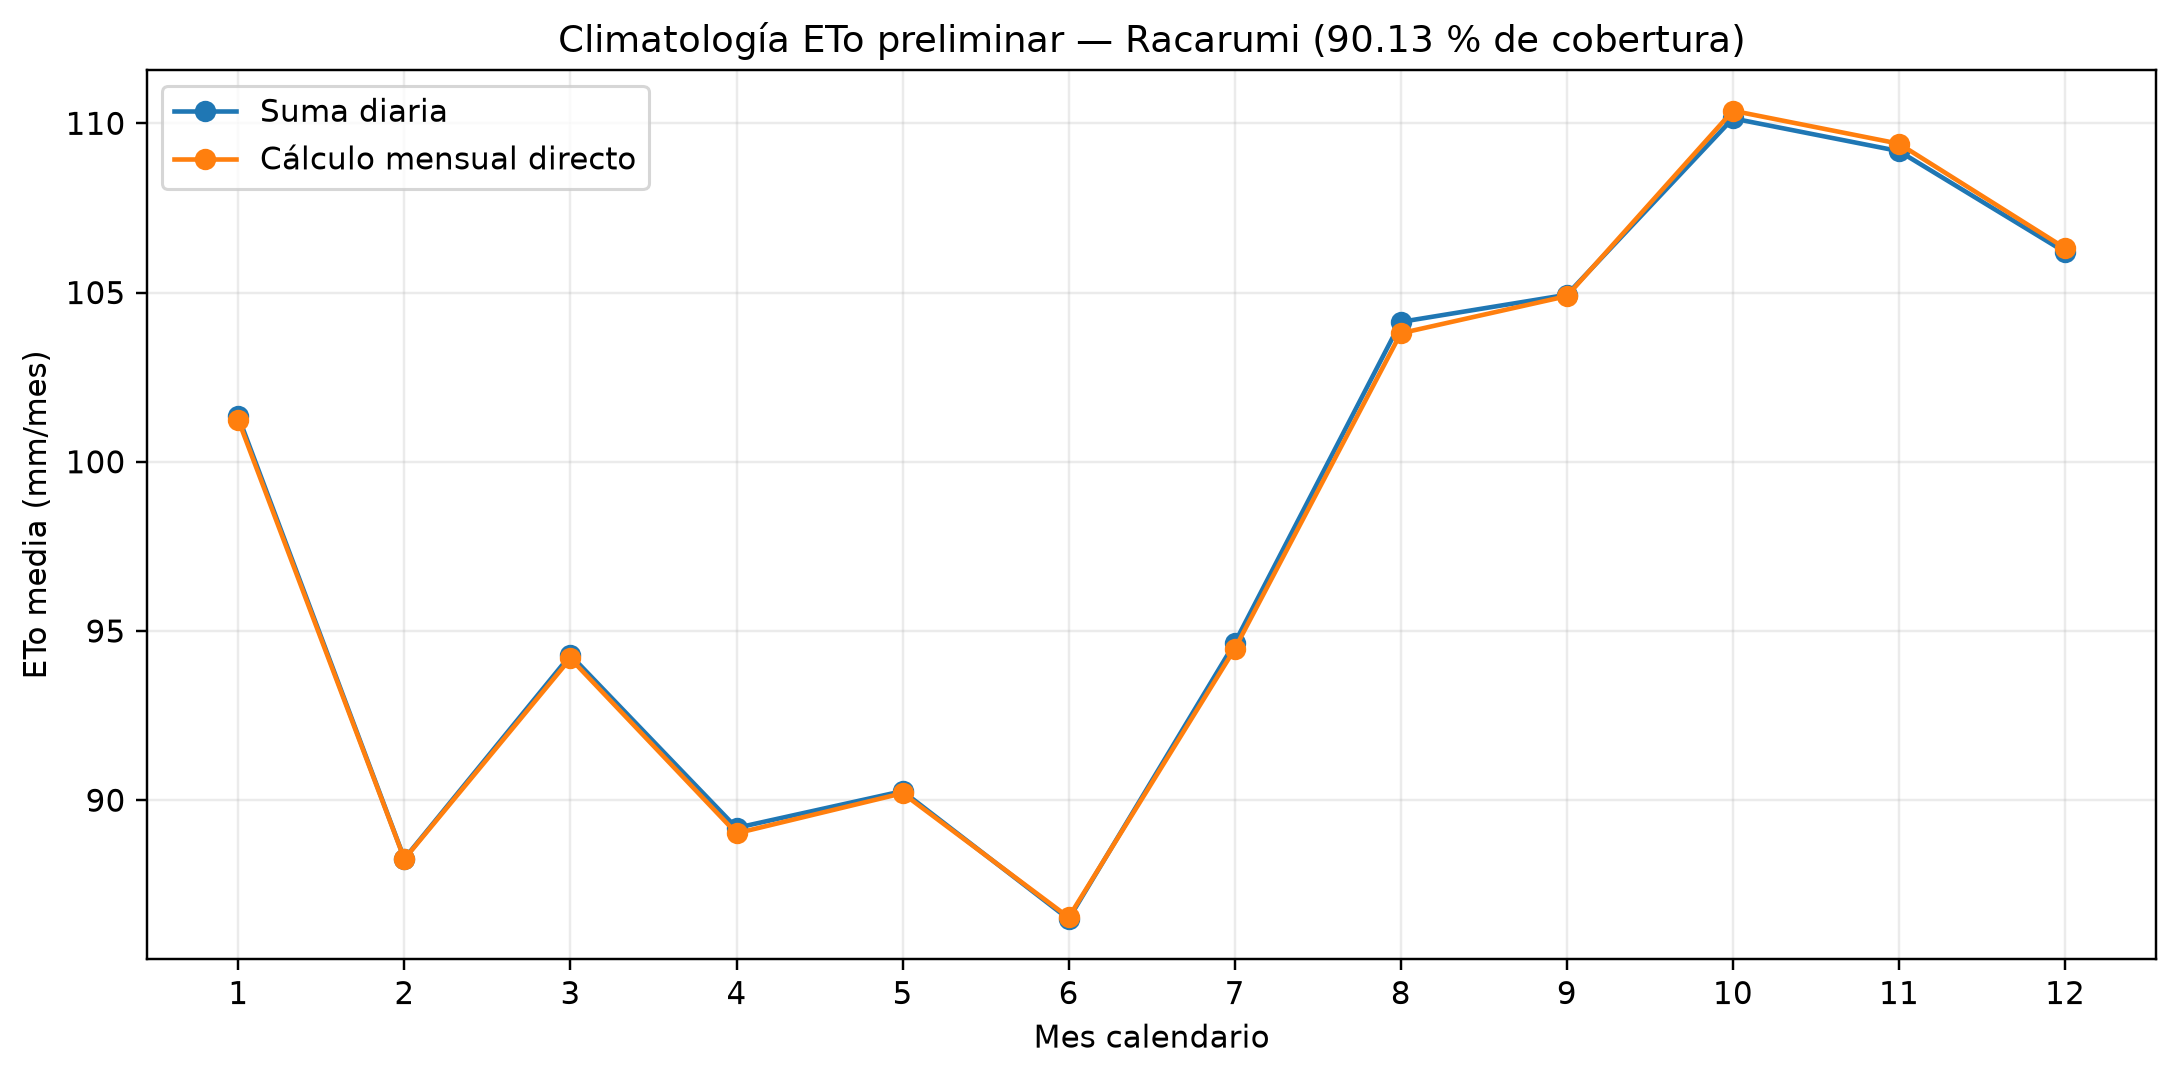 Climatología ETo preliminar — Racarumi (90.13 % de cobertura)
Suma diaria
Cálculo mensual directo
110
105
100
95
90
ETo media (mm/mes)
1 2 3 4 5 6 7 8 9 10 11 12
Mes calendario